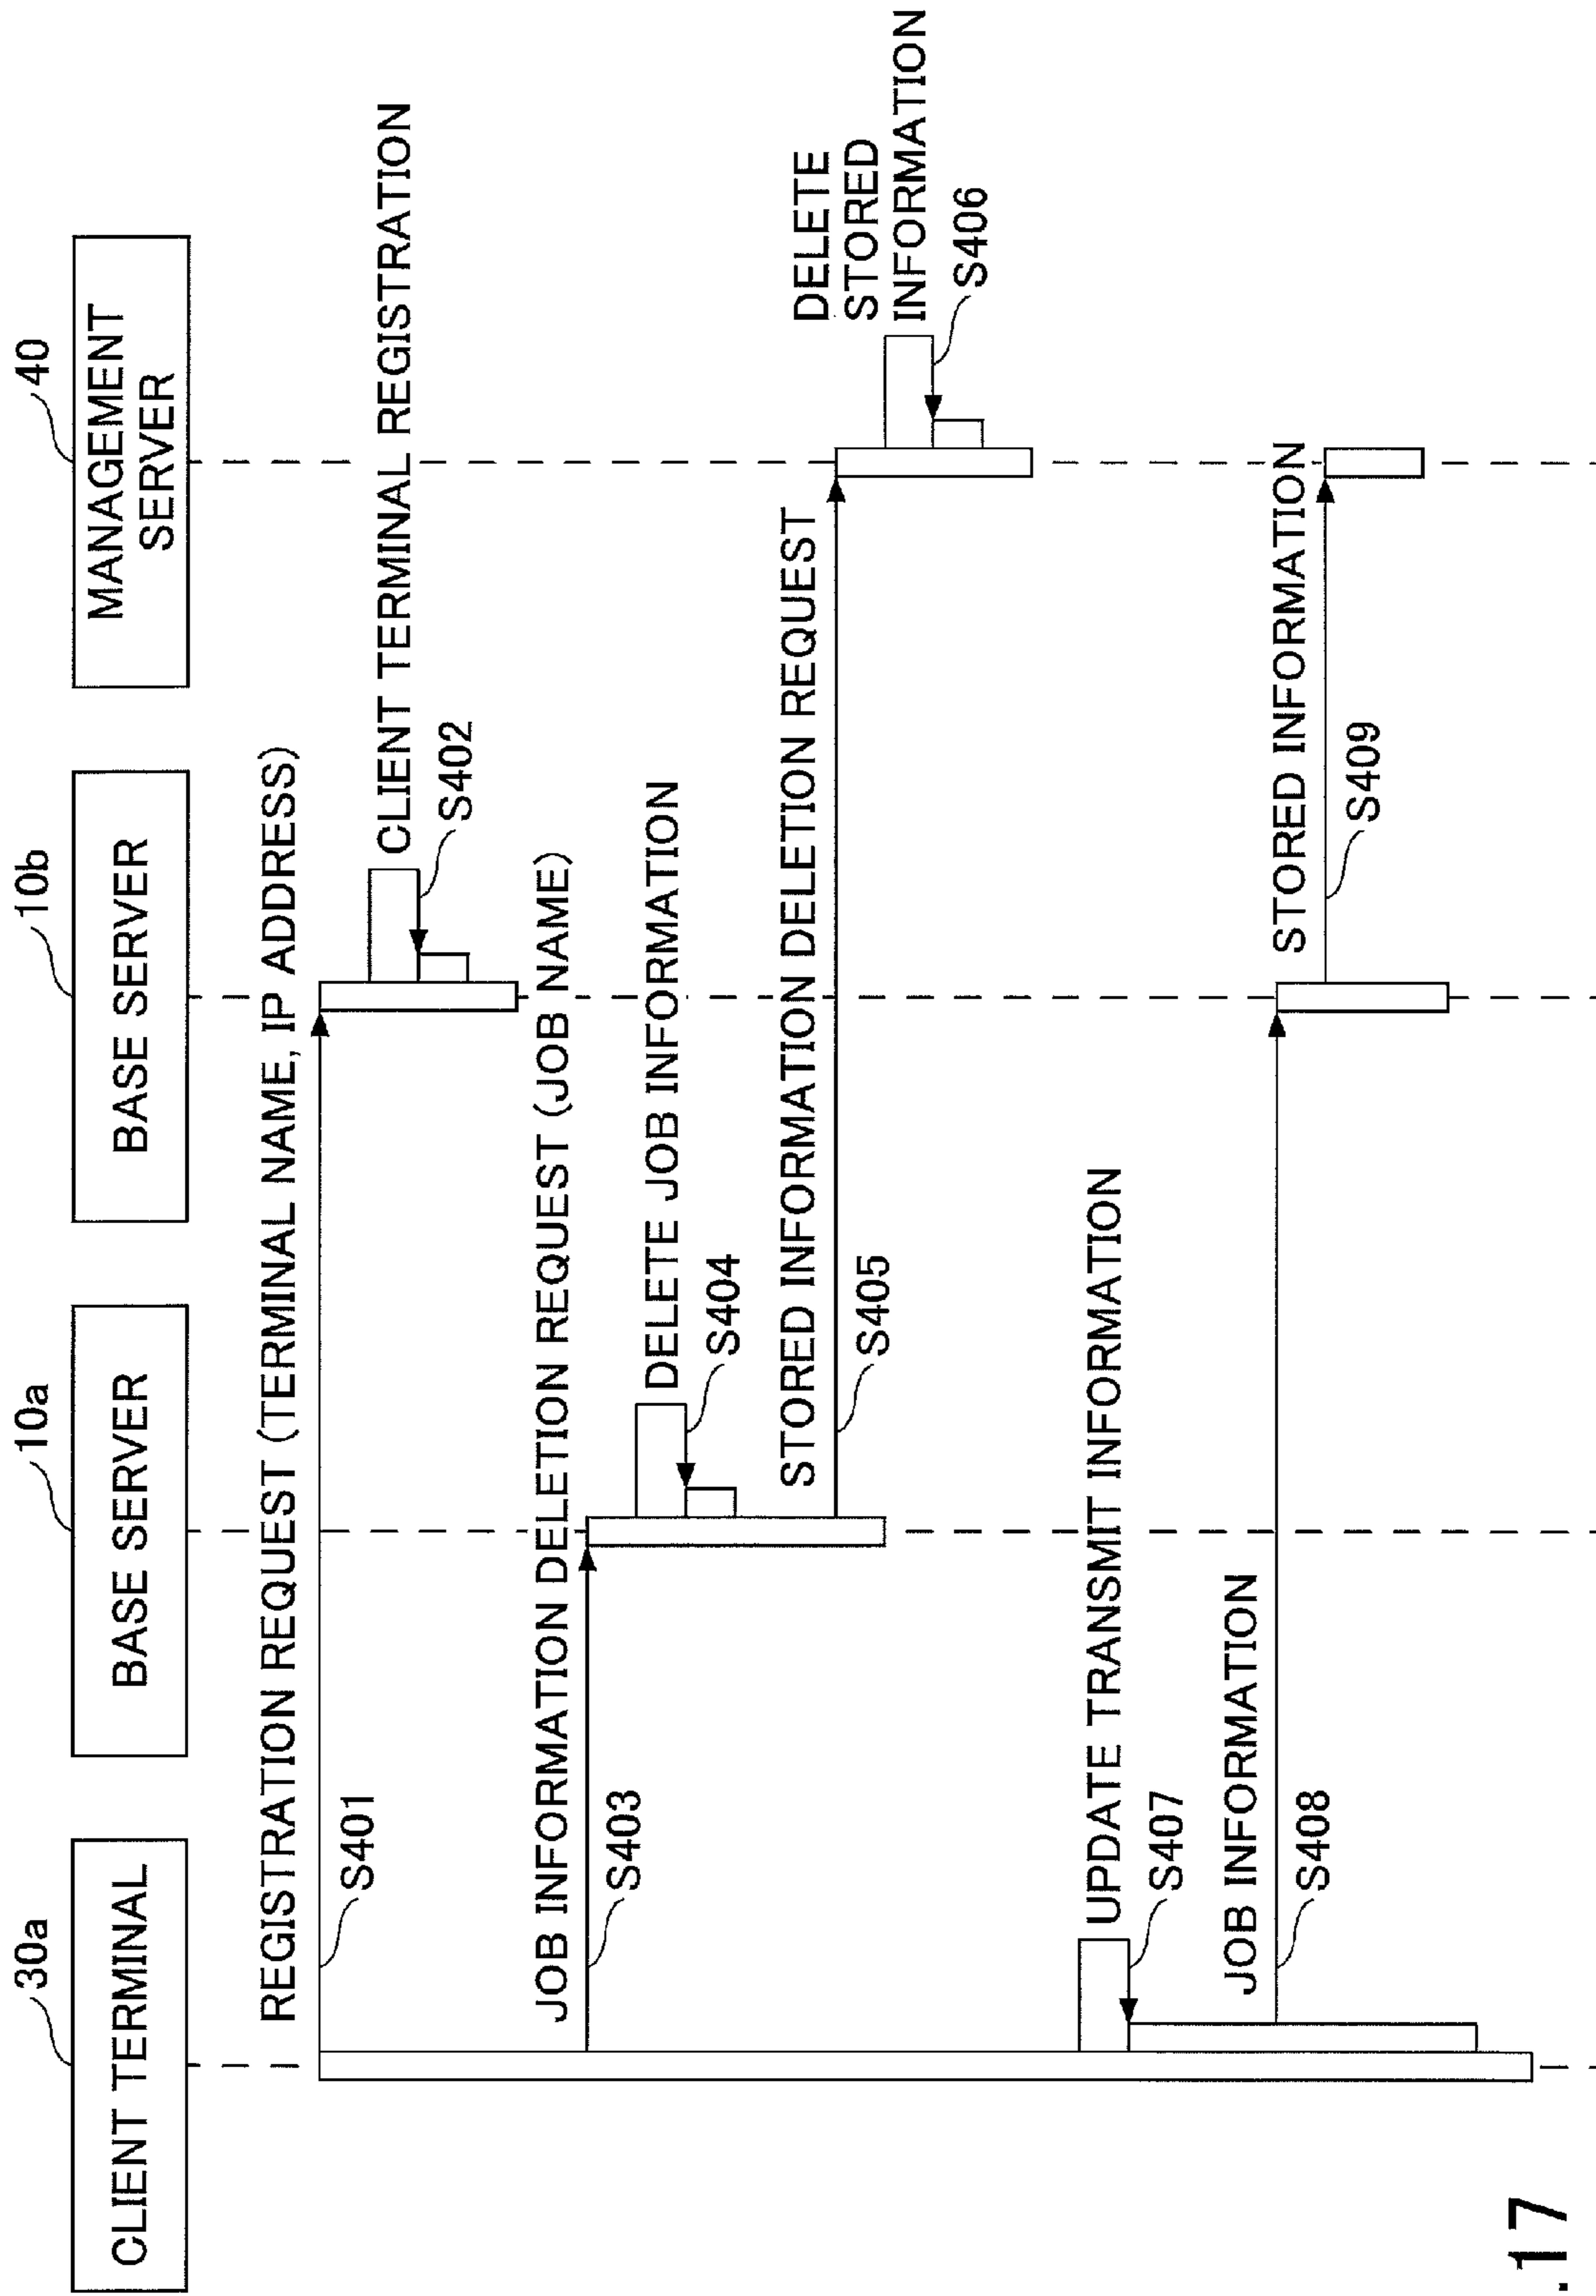 30a
10a
10b
40
CLIENT TERMINAL
BASE SERVER
BASE SERVER
MANAGEMENT
SERVER
REGISTRATION REQUEST (TERMINAL NAME, IP ADDRESS)
S401
CLIENT TERMINAL REGISTRATION
S402
JOB INFORMATION DELETION REQUEST (JOB NAME)
S403
DELETE JOB INFORMATION
S404
STORED INFORMATION DELETION REQUEST
S405
DELETE
STORED
INFORMATION
S406
UPDATE TRANSMIT INFORMATION
S407
JOB INFORMATION
S408
STORED INFORMATION
S409
.17